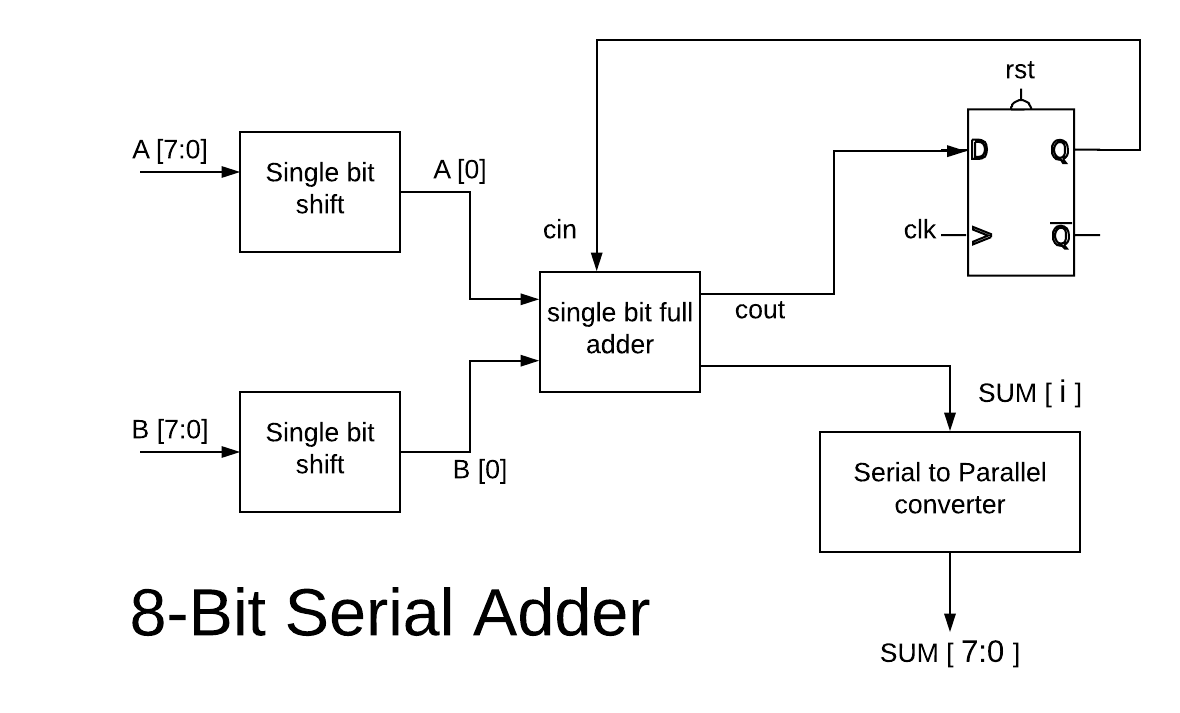 rst
A [7:0]
Single bit
shift
A [0]
D
Q
cin
clk
>
Q
single bit full
adder
cout
SUM [ i ]
B [7:0]
Single bit
shift
B [0]
Serial to Parallel
converter
8-Bit Serial Adder
SUM [ 7:0 ]